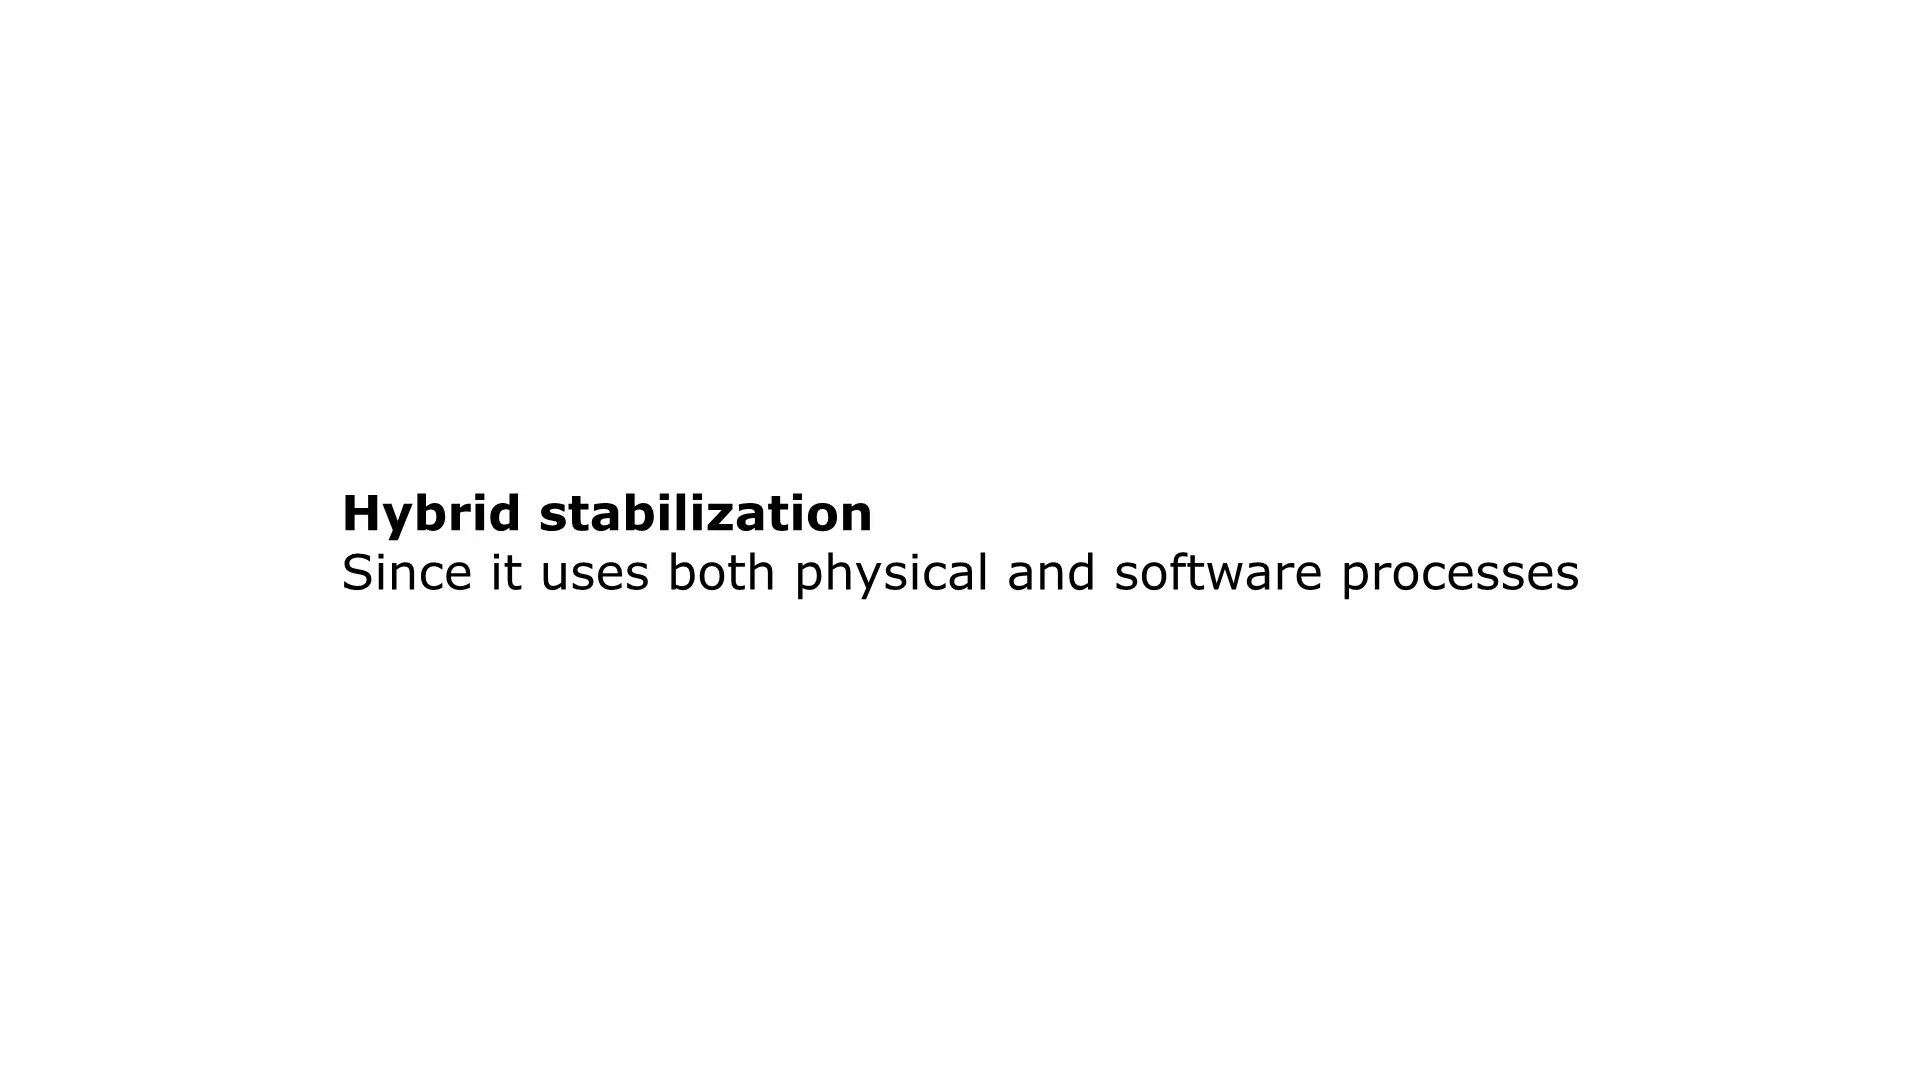 Hybrid stabilization
Since it uses both physical and software processes